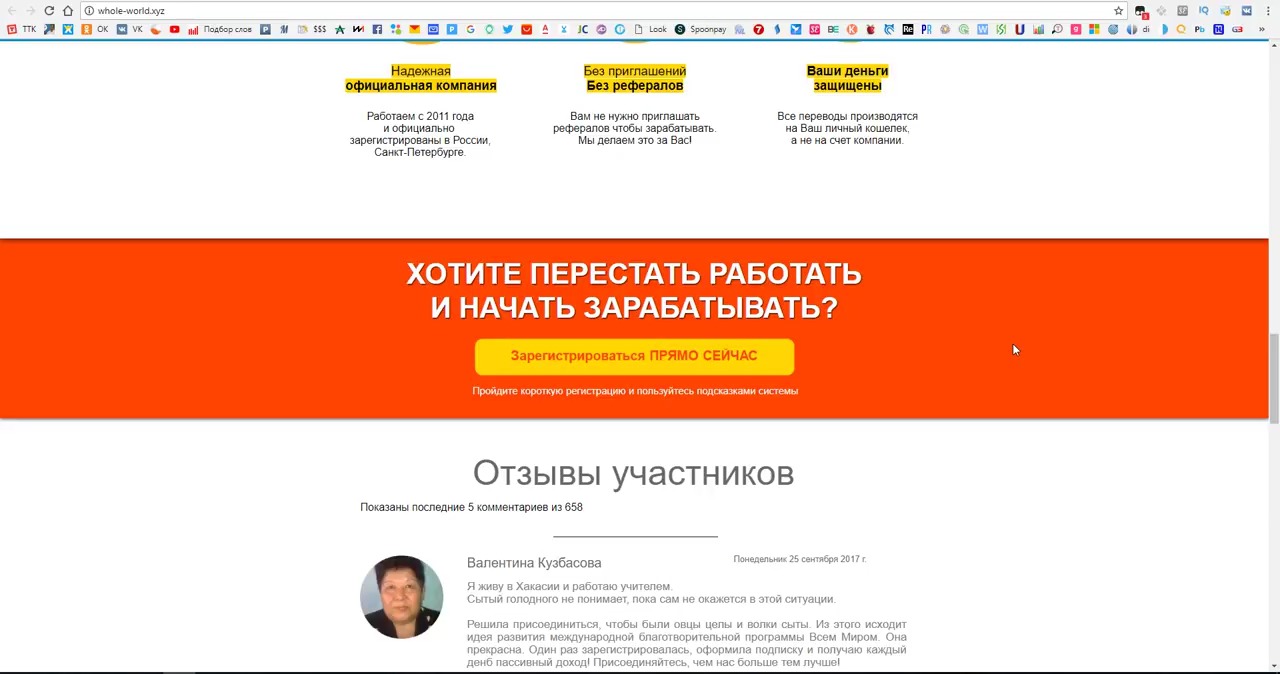 whole-world.xyz
ТТК OK VK Подбор слов $$$ Look Spoonpay di
Надежная
официальная компания
Без приглашений
Без рефералов
Ваши деньги
защищены
Работаем с 2011 года
и официально
зарегистрированы в России,
Санкт-Петербурге.
Вам не нужно приглашать
рефералов чтобы зарабатывать.
Мы делаем это за Вас!
Все переводы производятся
на Ваш личный кошелек,
а не на счет компании.
ХОТИТЕ ПЕРЕСТАТЬ РАБОТАТЬ
И НАЧАТЬ ЗАРАБАТЫВАТЬ?
Зарегистрироваться ПРЯМО СЕЙЧАС
Пройдите короткую регистрацию и пользуйтесь подсказками системы
Отзывы участников
Показаны последние 5 комментариев из 658
Валентина Кузбасова
Понедельник 25 сентября 2017 г.
Я живу в Хакасии и работаю учителем.
Сытый голодного не понимает, пока сам не окажется в этой ситуации.
Решила присоединиться, чтобы были овцы целы и волки сыты. Из этого исходит
идея развития международной благотворительной программы Всем Миром. Она
прекрасна. Один раз зарегистрировалась, оформила подписку и получаю каждый
денб пассивный доход! Присоединяйтесь, чем нас больше тем лучше!